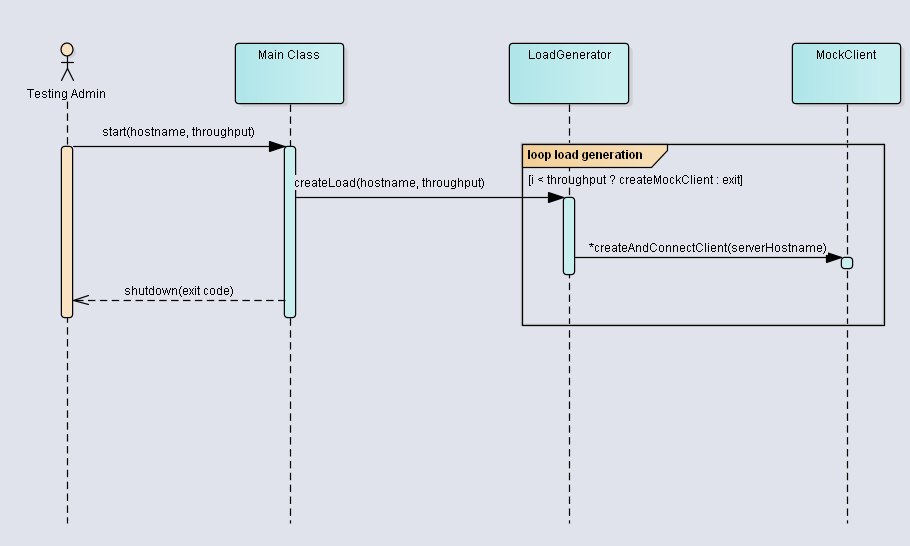 Testing Admin
Main Class
LoadGenerator
MockClient
start(hostname, throughput)
loop load generation
[i < throughput ? createMockClient : exit]
createLoad(hostname, throughput)
*createAndConnectClient(serverHostname)
shutdown(exit code)